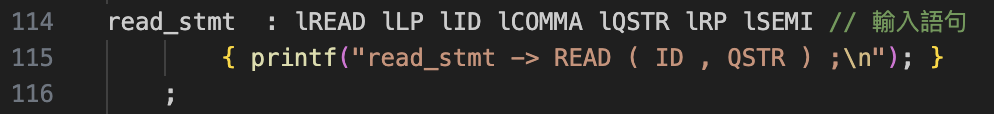 114 read_stmt : lREAD lLP lID lCOMMA lQSTR lRP lSEMI // 輸入語句
115 { printf("read_stmt -> READ ( ID , QSTR ) ;\n"); }
116 ;